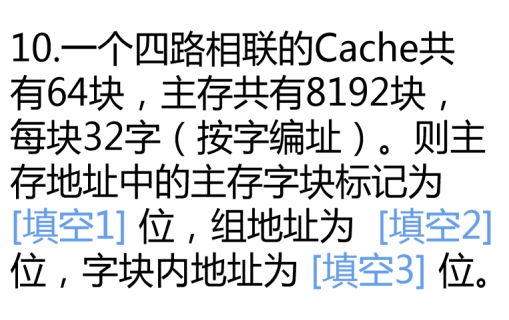 10.一个四路相联的Cache共
有64块，主存共有8192块，
每块32字（按字编址）。则主
存地址中的主存字块标记为
[填空1] 位，组地址为 [填空2]
位，字块内地址为 [填空3] 位。